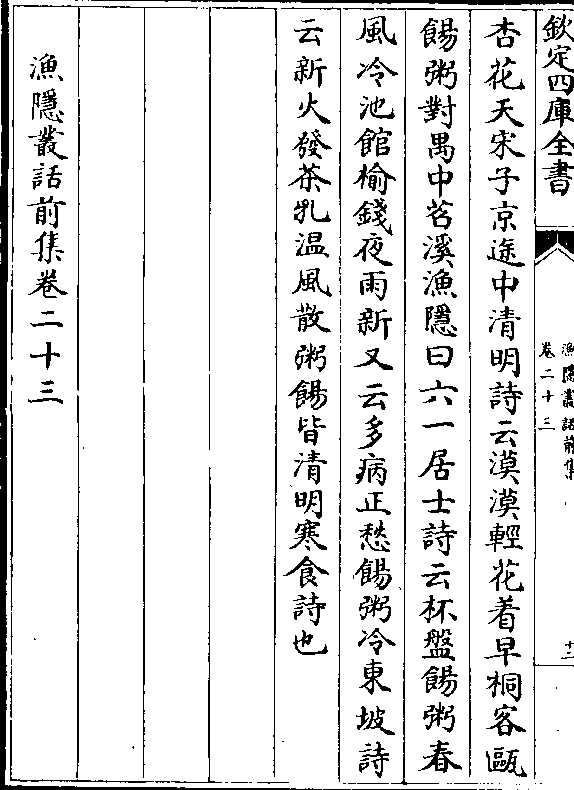 欽定四庫全書
漁隱叢話前集
卷二十三
十二
杏花天宋子京途中清明詩云漠漠輕花着早桐客甌
餳粥對禺中苕溪漁隱曰六一居士詩云杯盤餳粥春
風冷池館榆錢夜雨新又云多病正愁餳粥冷東坡詩
云新火發茶乳温風散粥餳皆清明寒食詩也
漁隱叢話前集卷二十三